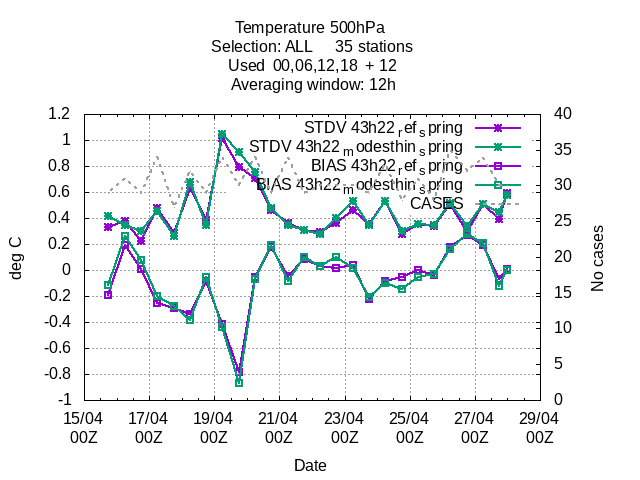 Temperature 500hPa
Selection: ALL 35 stations
Used 00,06,12,18 + 12
Averaging window: 12h
STDV 43h22_ref_spring
STDV 43h22_modesthin_spring
BIAS 43h22_ref_spring
BIAS 43h22_modesthin_spring
CASES
1.2
1
0.8
0.6
0.4
0.2
0
-0.2
-0.4
-0.6
-0.8
-1
deg C
40
35
30
25
20
15
10
5
0
No cases
15/04 17/04 19/04 21/04 23/04 25/04 27/04 29/04
00Z 00Z 00Z 00Z 00Z 00Z 00Z 00Z
Date